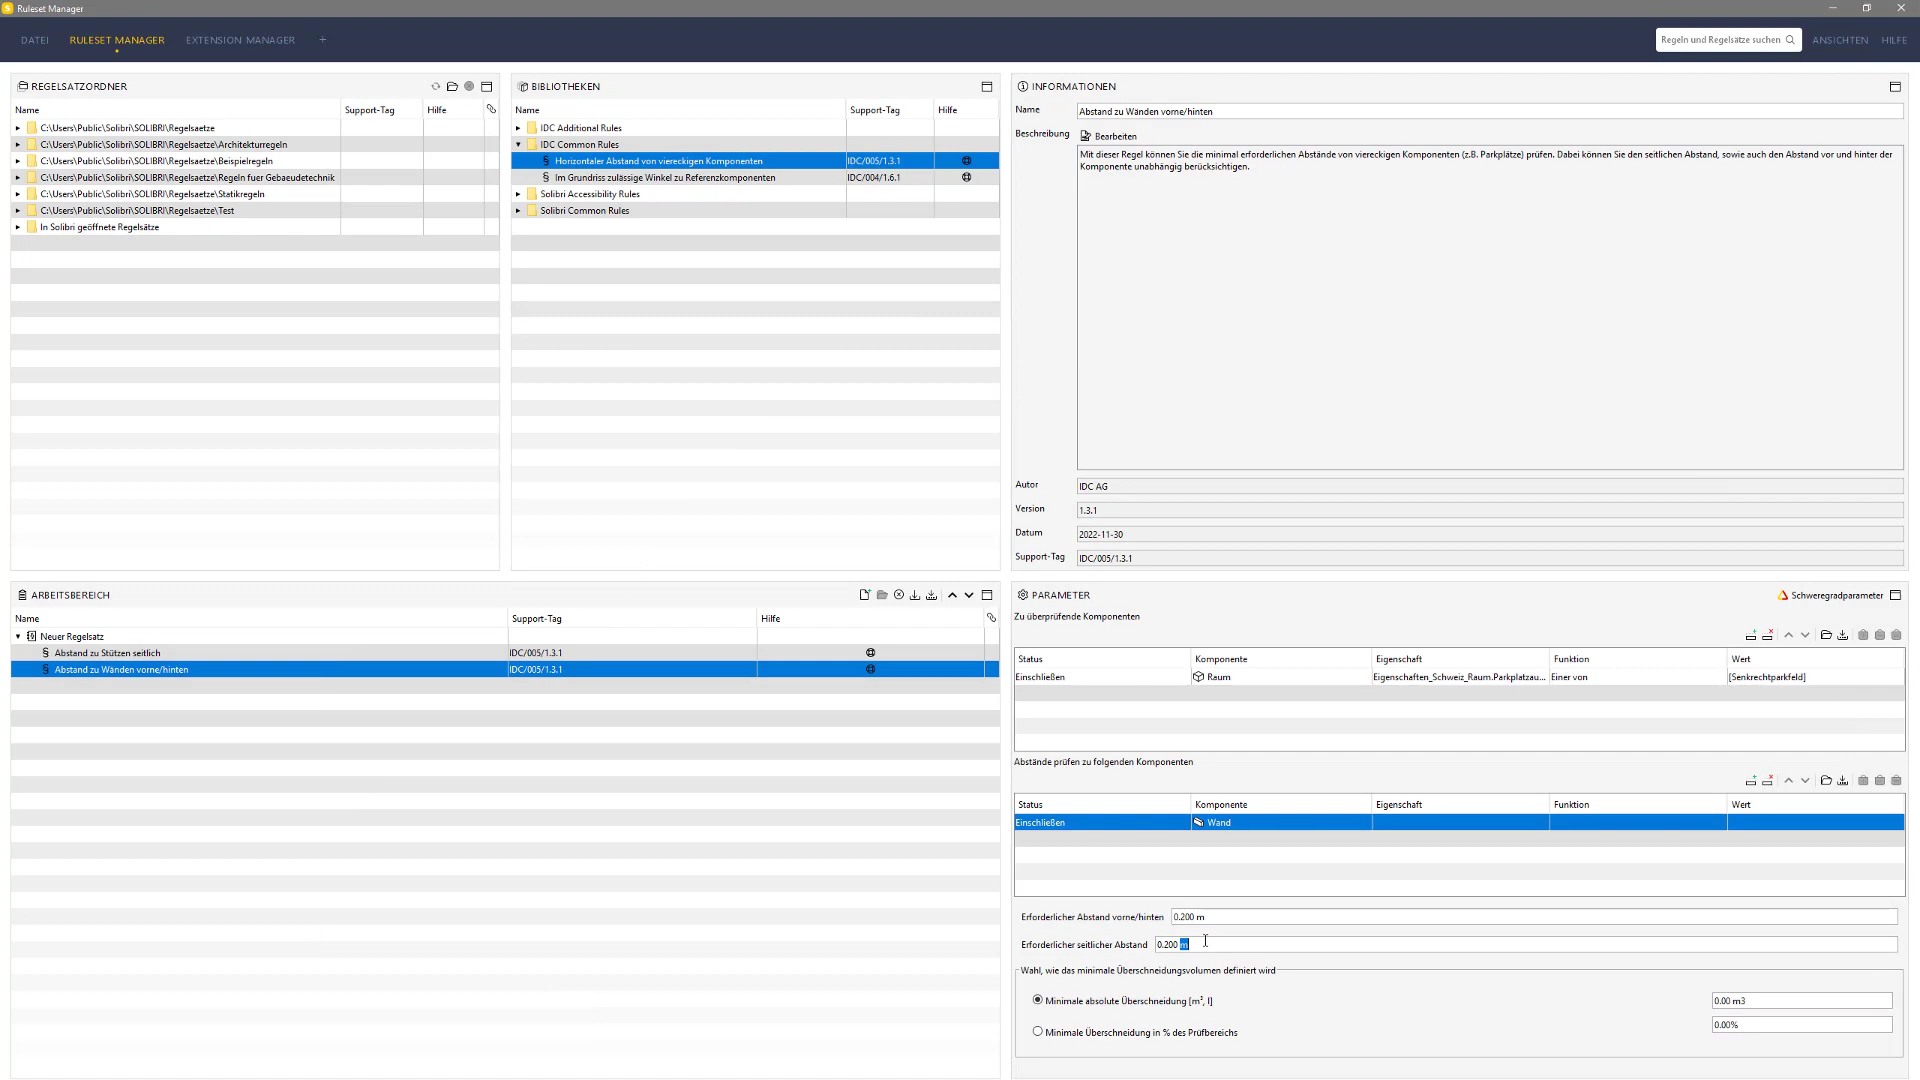 Ruleset Manager
DATEI RULESET MANAGER EXTENSION MANAGER +
Regeln und Regelsätze suchen ANSICHTEN HILFE
REGELSATZORDNER
Name Support-Tag Hilfe
C:\Users\Public\Solibri\SOLIBRI\Regelsaetze
C:\Users\Public\Solibri\SOLIBRI\Regelsaetze\Architekturregeln
C:\Users\Public\Solibri\SOLIBRI\Regelsaetze\Beispielregeln
C:\Users\Public\Solibri\SOLIBRI\Regelsaetze\Regeln fuer Gebaeudetechnik
C:\Users\Public\Solibri\SOLIBRI\Regelsaetze\Statikregeln
C:\Users\Public\Solibri\SOLIBRI\Regelsaetze\Test
In Solibri geöffnete Regelsätze
BIBLIOTHEKEN
Name Support-Tag Hilfe
IDC Additional Rules
IDC Common Rules
§ Horizontaler Abstand von viereckigen Komponenten IDC/005/1.3.1
§ Im Grundriss zulässige Winkel zu Referenzkomponenten IDC/004/1.6.1
Solibri Accessibility Rules
Solibri Common Rules
INFORMATIONEN
Name Abstand zu Wänden vorne/hinten
Beschreibung Bearbeiten
Mit dieser Regel können Sie die minimal erforderlichen Abstände von viereckigen Komponenten (z.B. Parkplätze) prüfen. Dabei können Sie den seitlichen Abstand, sowie auch den Abstand vor und hinter der
Komponente unabhängig berücksichtigen.
Autor IDC AG
Version 1.3.1
Datum 2022-11-30
Support-Tag IDC/005/1.3.1
ARBEITSBEREICH
Name Support-Tag Hilfe
Neuer Regelsatz
§ Abstand zu Stützen seitlich IDC/005/1.3.1
§ Abstand zu Wänden vorne/hinten IDC/005/1.3.1
PARAMETER Schweregradparameter
Zu überprüfende Komponenten
Status Komponente Eigenschaft Funktion Wert
Einschließen Raum Eigenschaften_Schweiz_Raum.Parkplatzau... Einer von [Senkrechtparkfeld]
Abstände prüfen zu folgenden Komponenten
Status Komponente Eigenschaft Funktion Wert
Einschließen Wand
Erforderlicher Abstand vorne/hinten 0.200 m
Erforderlicher seitlicher Abstand 0.200 m
Wahl, wie das minimale Überschneidungsvolumen definiert wird
Minimale absolute Überschneidung [m³, l] 0.00 m3
Minimale Überschneidung in % des Prüfbereichs 0.00%